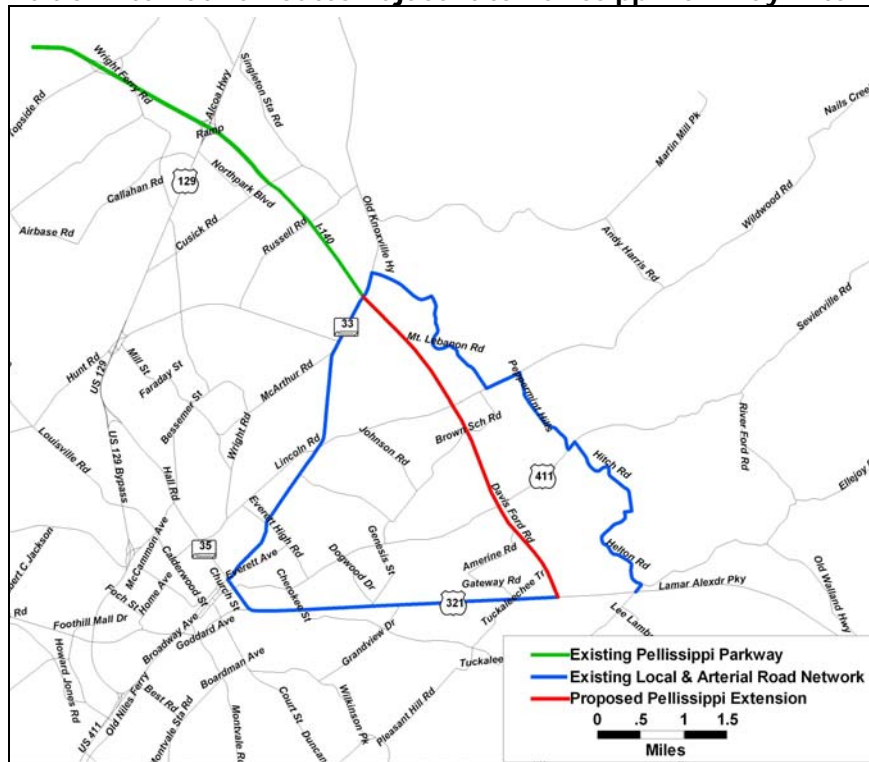 Wright Ferry Rd
Singleton Sta Rd
Alcoa Hwy
Topside Rd
Ramp
Nails Creek
Martin Mill Pk
129
Callahan Rd
Northpark Blvd
Old Knoxville Hy
Wildwood Rd
Airbase Rd
Cusick Rd
Russell Rd
I-140
Andy Harris Rd
Sevierville Rd
33
Mt. Lebanon Rd
Hunt Rd
US 129
Mill St
Faraday St
McArthur Rd
Peppermint Hills
Bessemer St
Wright Rd
Lincoln Rd
Johnson Rd
Brown Sch Rd
River Ford Rd
Louisville Rd
US 129 Bypass
Hall Rd
411
Hitch Rd
Ellejoy
Davis Ford Rd
Everett High Rd
Genesis St
35
McCammon Ave
Calderwood St
Church St
Everett Ave
Dogwood Dr
Amerine Rd
Helton Rd
Old Walland Hwy
ert C Jackson
Foch St
Home Ave
Cherokee St
Gateway Rd
Tuckaleechee Tr
Lamar Alexdr Pky
Rd
Foothill Mall Dr
321
Lee Lamb
Broadway Ave
Goddard Ave
Grandview Dr
Howard Jones Rd
Boardman Ave
Tuckalee
Old Niles Ferry
Best Rd
Montvale Sta Rd
Court St
Wilkinson Pk
Pleasant Hill Rd
US 411
Montvale Rd
Duncan
Existing Pellissippi Parkway
Existing Local & Arterial Road Network
Proposed Pellissippi Extension
0 .5 1 1.5
Miles